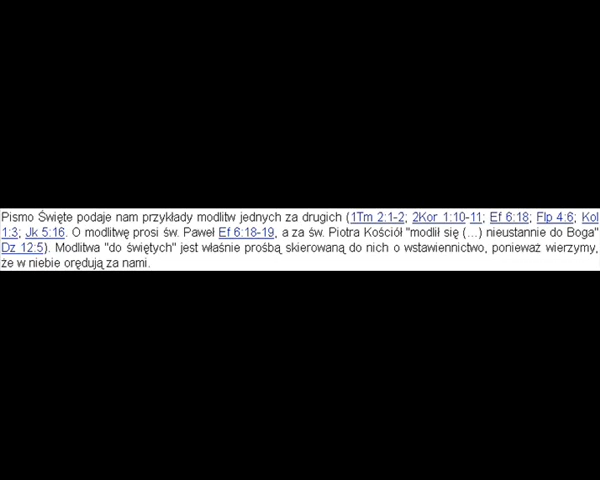 Pismo Święte podaje nam przykłady modlitw jednych za drugich (1Tm 2:1-2; 2Kor 1:10-11; Ef 6:18; Flp 4:6; Kol
1:3; Jk 5:16. O modlitwę prosi św. Paweł Ef 6:18-19, a za św. Piotra Kościół "modlił się (...) nieustannie do Boga"
Dz 12:5). Modlitwa "do świętych" jest właśnie prośbą skierowaną do nich o wstawiennictwo, ponieważ wierzymy,
że w niebie orędują za nami.